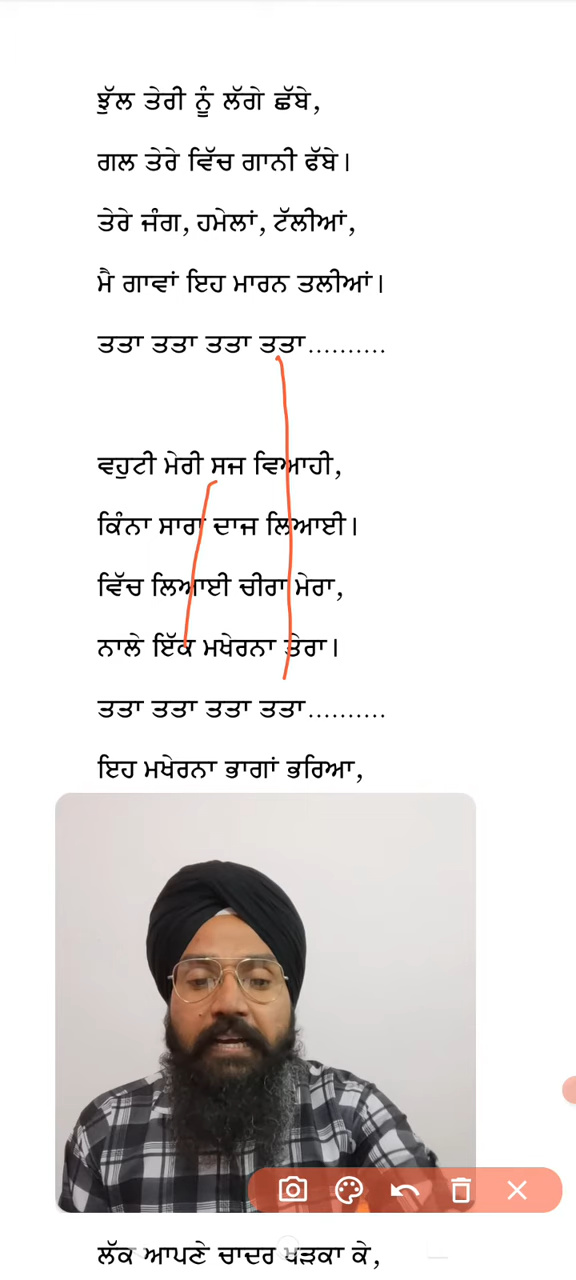 ਝੁੱਲ ਤੇਰੀ ਨੂੰ ਲੱਗੇ ਛੱਬੇ,
ਗਲ ਤੇਰੇ ਵਿੱਚ ਗਾਨੀ ਫੱਬੇ।
ਤੇਰੇ ਜੰਗ, ਹਮੇਲਾਂ, ਟੱਲੀਆਂ,
ਮੈ ਗਾਵਾਂ ਇਹ ਮਾਰਨ ਤਲੀਆਂ।
ਤਤਾ ਤਤਾ ਤਤਾ ਤਤਾ..........
ਵਹੁਟੀ ਮੇਰੀ ਸਜ ਵਿਆਹੀ,
ਕਿੰਨਾ ਸਾਰਾ ਦਾਜ ਲਿਆਈ।
ਵਿੱਚ ਲਿਆਈ ਚੀਰਾ ਮੇਰਾ,
ਨਾਲੇ ਇੱਕ ਮਖੇਰਨਾ ਤੇਰਾ।
ਤਤਾ ਤਤਾ ਤਤਾ ਤਤਾ..........
ਇਹ ਮਖੇਰਨਾ ਭਾਗਾਂ ਭਰਿਆ,
ਲੱਕ ਆਪਣੇ ਚਾਦਰ ਖੜਕਾ ਕੇ,